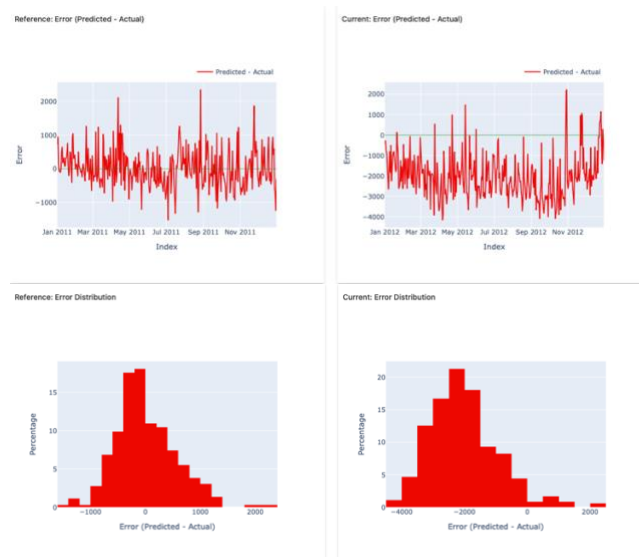 Reference: Error (Predicted - Actual)
Predicted - Actual
2000
1000
0
−1000
Error
Jan 2011 Mar 2011 May 2011 Jul 2011 Sep 2011 Nov 2011
Index
Current: Error (Predicted - Actual)
Predicted - Actual
2000
1000
0
−1000
−2000
−3000
−4000
Error
Jan 2012 Mar 2012 May 2012 Jul 2012 Sep 2012 Nov 2012
Index
Reference: Error Distribution
15
10
5
0
Percentage
−1000 0 1000 2000
Error (Predicted - Actual)
Current: Error Distribution
20
15
10
5
0
Percentage
−4000 −2000 0 2000
Error (Predicted - Actual)